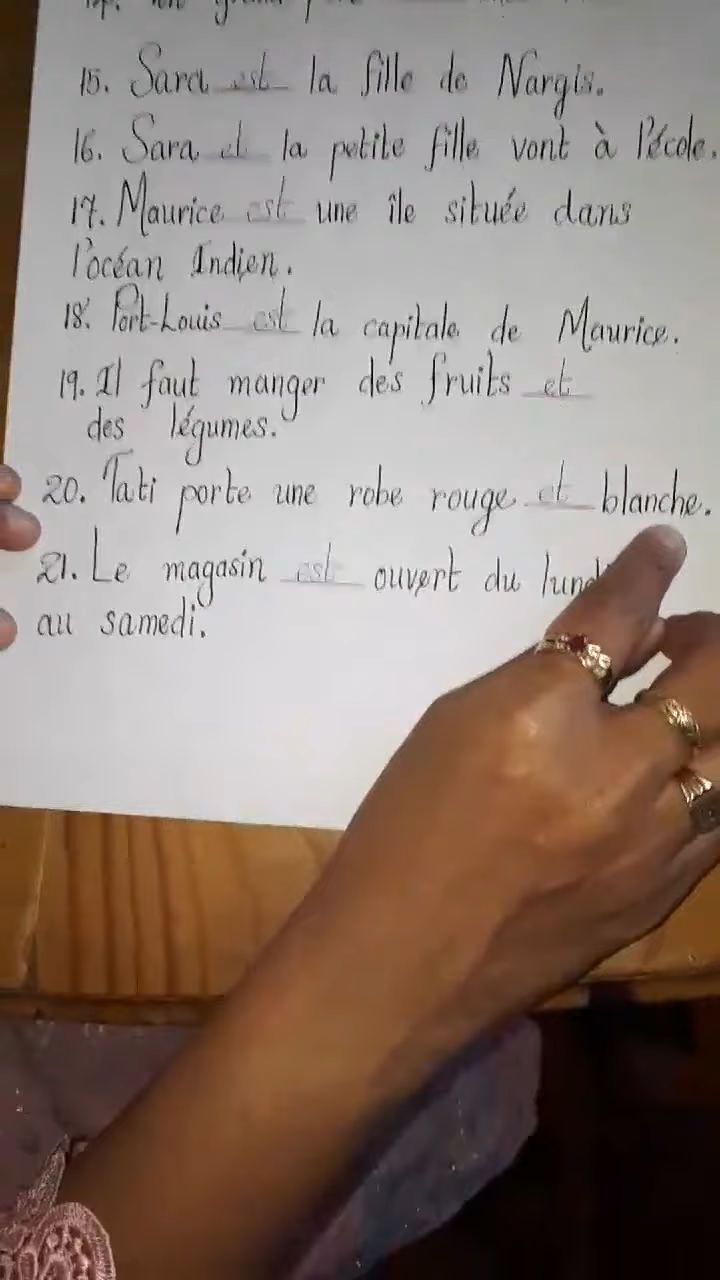 15. Sara est la fille de Nargis.
16. Sara et la petite fille vont à l'école.
17. Maurice est une île située dans
l'océan Indien.
18. Port-Louis est la capitale de Maurice.
19. Il faut manger des fruits et
des légumes.
20. Tati porte une robe rouge et blanche.
21. Le magasin est ouvert du lundi
au samedi.